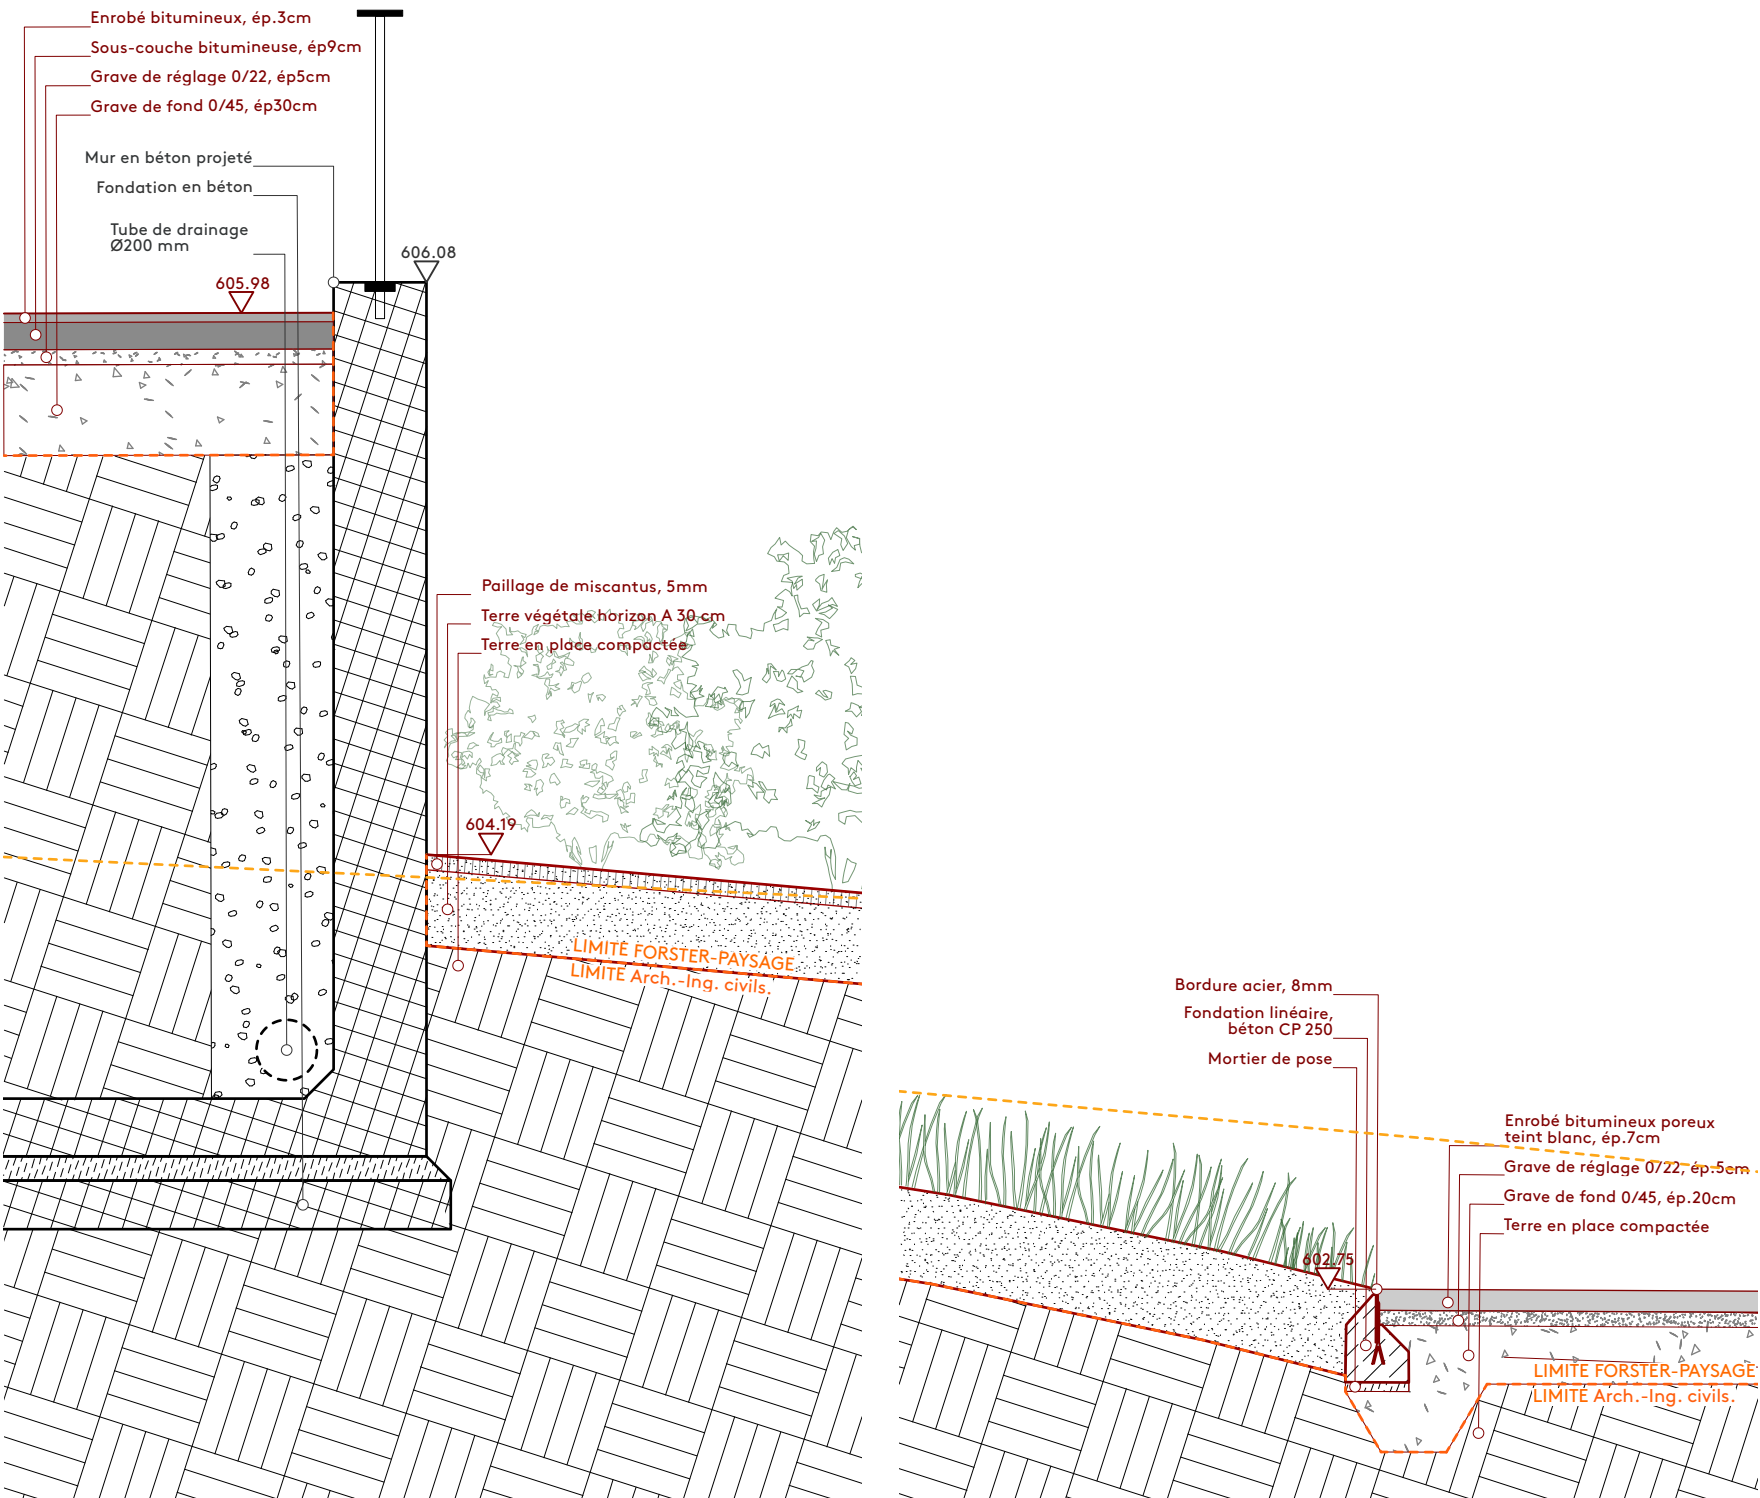 Enrobé bitumineux, ép.3cm
Sous-couche bitumineuse, ép9cm
Grave de réglage 0/22, ép5cm
Grave de fond 0/45, ép30cm
Mur en béton projeté
Fondation en béton
Tube de drainage
Ø200 mm
606.08
605.98
Paillage de miscantus, 5mm
Terre végétale horizon A 30 cm
Terre en place compactée
604.19
LIMITE FORSTER-PAYSAGE
LIMITE Arch.-Ing. civils.
Bordure acier, 8mm
Fondation linéaire,
béton CP 250
Mortier de pose
Enrobé bitumineux poreux
teint blanc, ép.7cm
Grave de réglage 0/22, ép.5cm
Grave de fond 0/45, ép.20cm
Terre en place compactée
602.75
LIMITE FORSTER-PAYSAGE
LIMITE Arch.-Ing. civils.